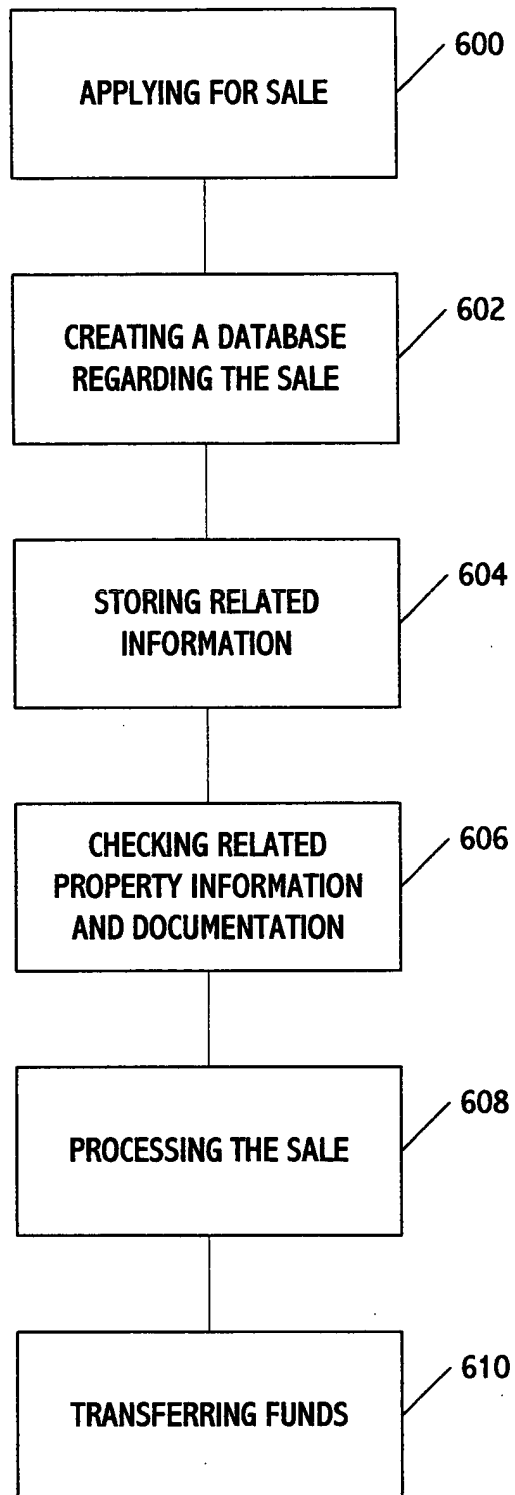 600
APPLYING FOR SALE
602
CREATING A DATABASE
REGARDING THE SALE
604
STORING RELATED
INFORMATION
606
CHECKING RELATED
PROPERTY INFORMATION
AND DOCUMENTATION
608
PROCESSING THE SALE
610
TRANSFERRING FUNDS